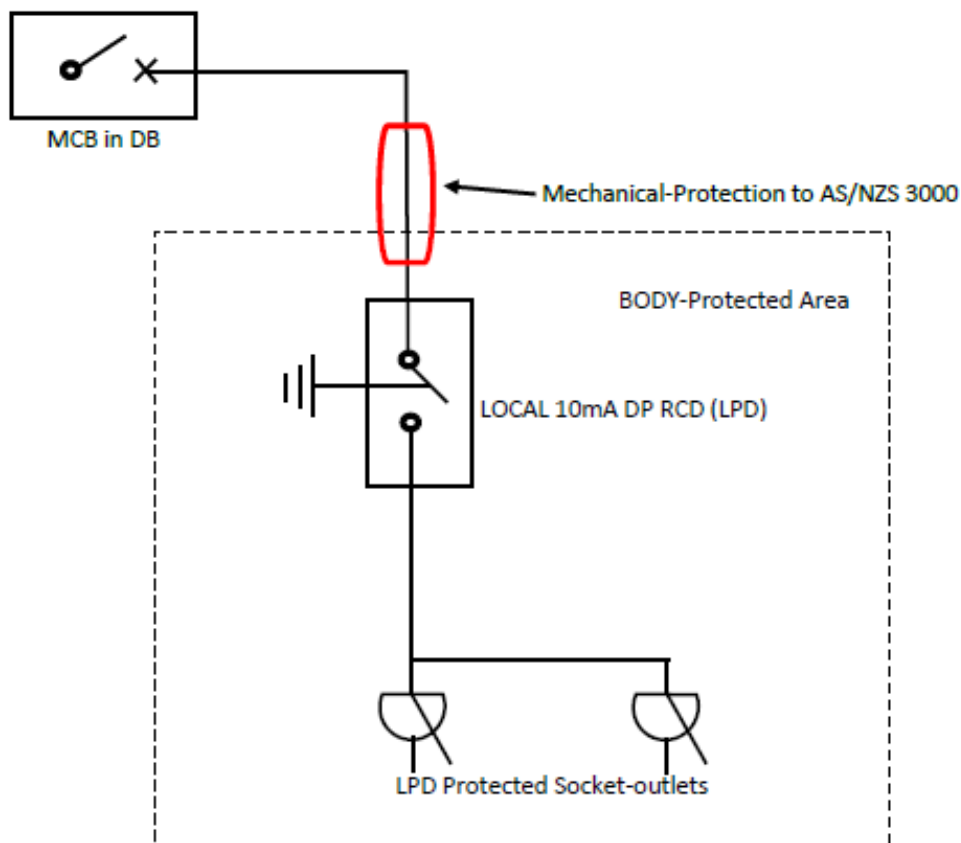 MCB in DB
Mechanical-Protection to AS/NZS 3000
BODY-Protected Area
LOCAL 10mA DP RCD (LPD)
LPD Protected Socket-outlets